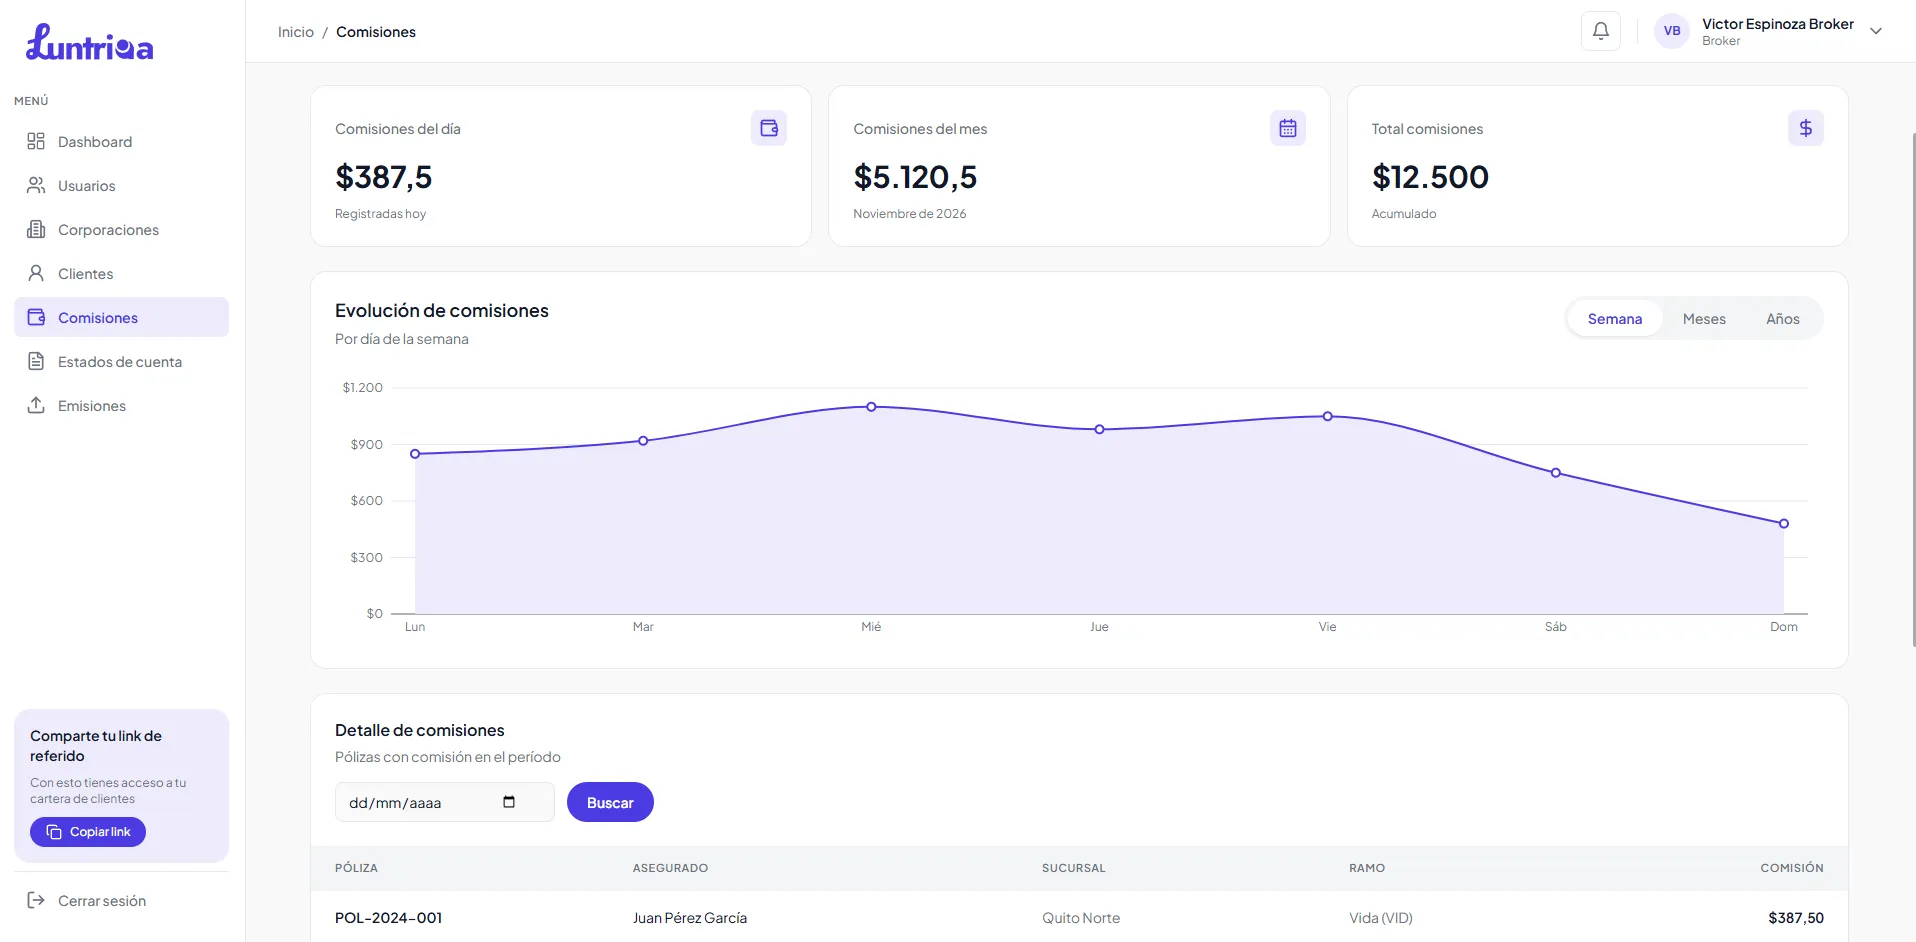 Luntria
Inicio / Comisiones
VB
Victor Espinoza Broker
Broker
MENÚ
Dashboard
Usuarios
Corporaciones
Clientes
Comisiones
Estados de cuenta
Emisiones
Comparte tu link de
referido
Con esto tienes acceso a tu
cartera de clientes
Copiar link
Cerrar sesión
Comisiones del día
$387,5
Registradas hoy
Comisiones del mes
$5.120,5
Noviembre de 2026
Total comisiones
$12.500
Acumulado
Evolución de comisiones
Por día de la semana
Semana Meses Años
$1.200
$900
$600
$300
$0
Lun Mar Mié Jue Vie Sáb Dom
Detalle de comisiones
Pólizas con comisión en el período
dd/mm/aaaa
Buscar
PÓLIZA ASEGURADO SUCURSAL RAMO COMISIÓN
POL-2024-001 Juan Pérez García Quito Norte Vida (VID) $387,50